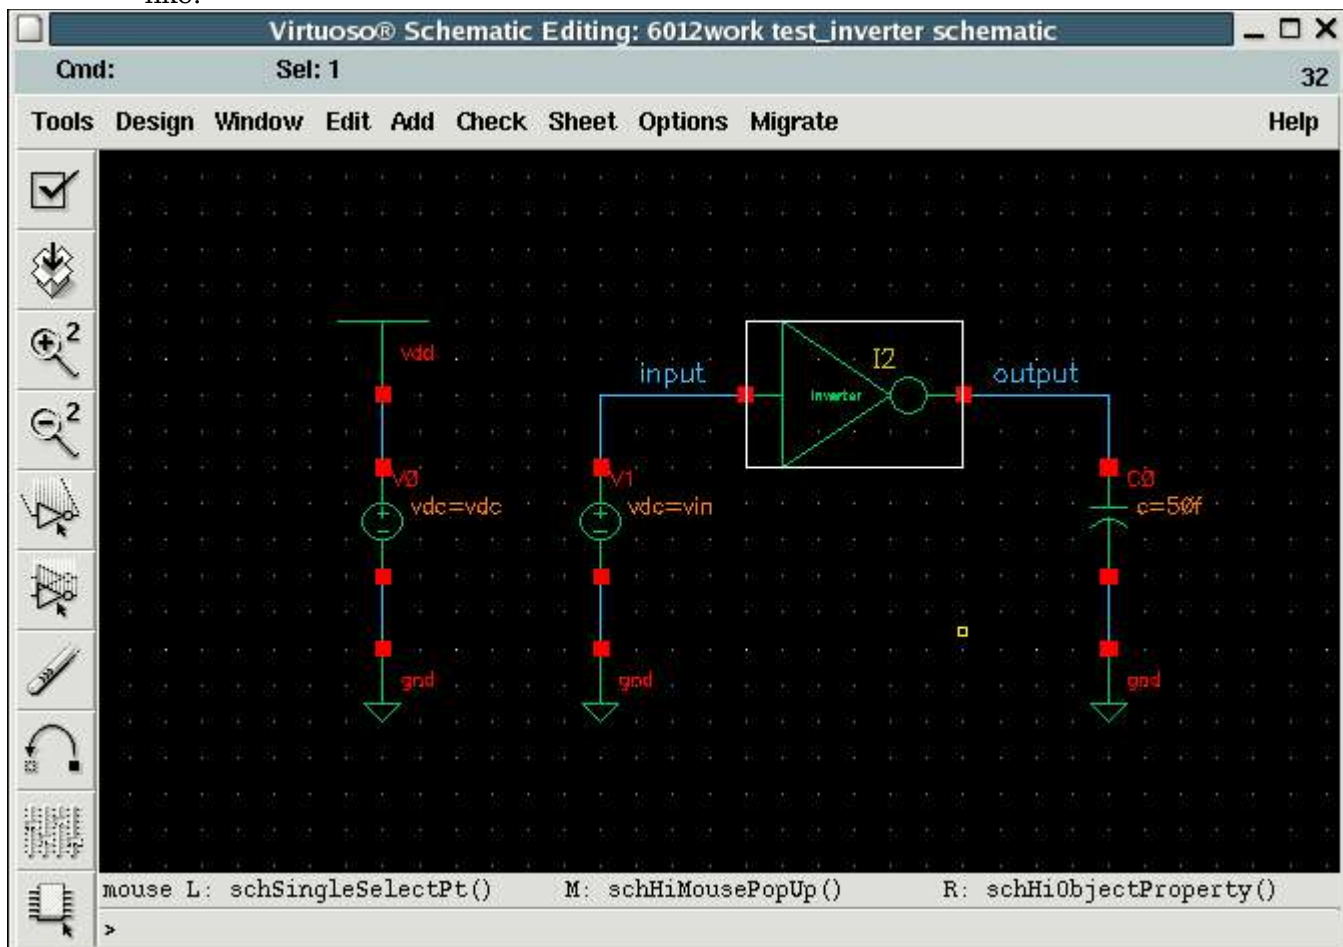 like:
Virtuoso® Schematic Editing: 6012work test_inverter schematic
Cmd: Sel: 1 32
Tools Design Window Edit Add Check Sheet Options Migrate Help
2
2
vdd
input
I2
output
Inverter
V0
vdc=vdc
V1
vdc=vin
C0
c=50f
gnd
gnd
gnd
mouse L: schSingleSelectPt() M: schHiMousePopUp() R: schHiObjectProperty()
>